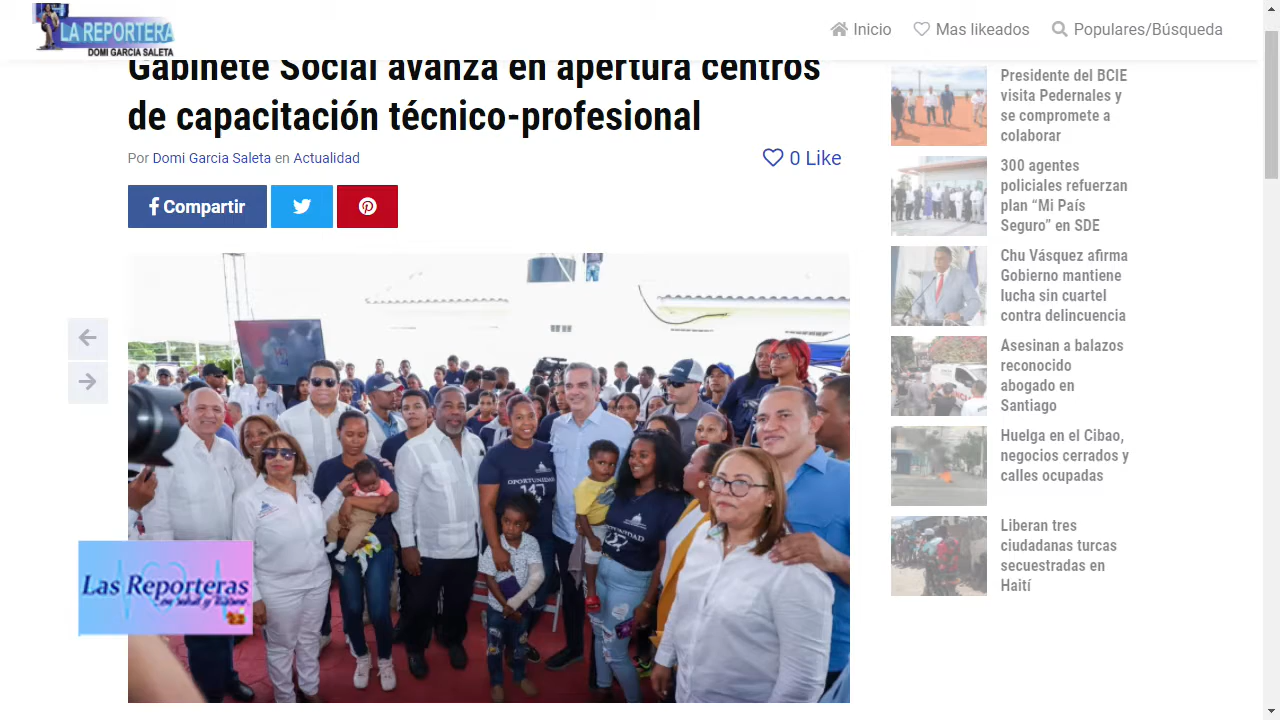 LA REPORTERA
DOMI GARCIA SALETA
Inicio
Mas likeados
Populares/Búsqueda
Gabinete Social avanza en apertura centros
de capacitación técnico-profesional
Por Domi Garcia Saleta en Actualidad
0 Like
Compartir
OPORTUNIDAD
14-24
Las Reporteras
Presidente del BCIE
visita Pedernales y
se compromete a
colaborar
300 agentes
policiales refuerzan
plan “Mi País
Seguro” en SDE
Chu Vásquez afirma
Gobierno mantiene
lucha sin cuartel
contra delincuencia
Asesinan a balazos
reconocido
abogado en
Santiago
Huelga en el Cibao,
negocios cerrados y
calles ocupadas
Liberan tres
ciudadanas turcas
secuestradas en
Haití